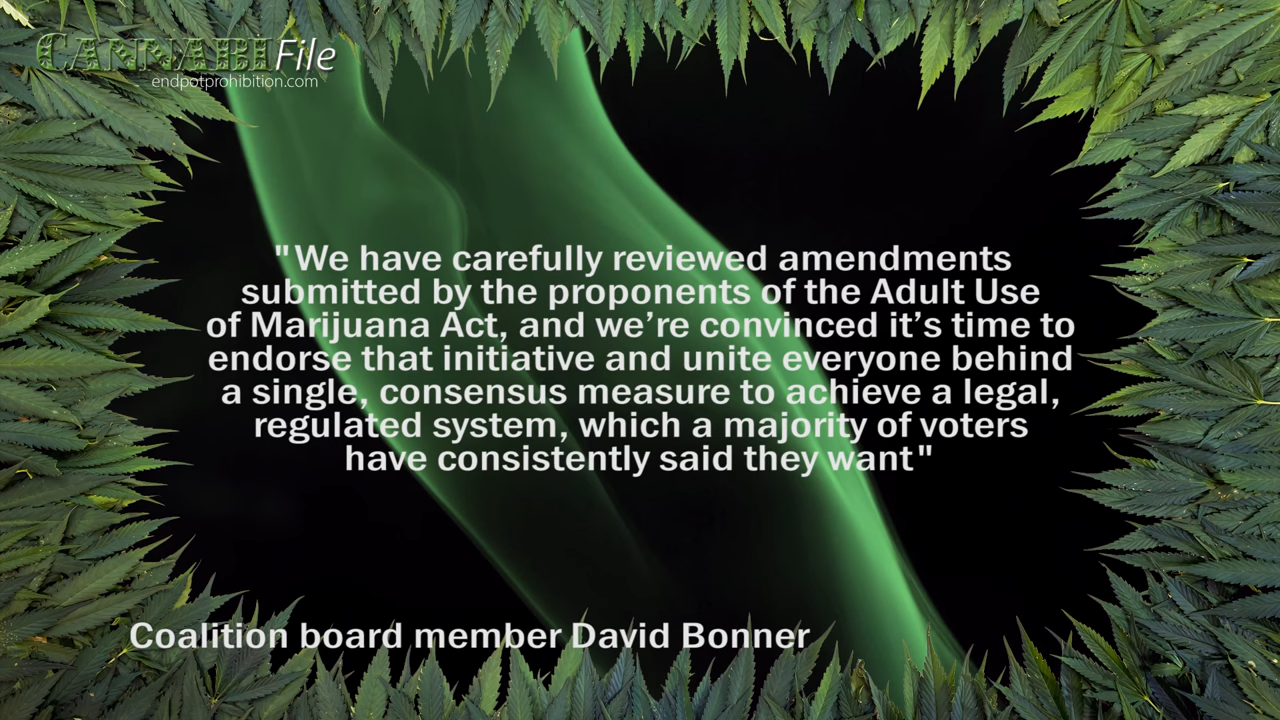 CANNABIFile
endpotprohibition.com
"We have carefully reviewed amendments
submitted by the proponents of the Adult Use
of Marijuana Act, and we're convinced it's time to
endorse that initiative and unite everyone behind
a single, consensus measure to achieve a legal,
regulated system, which a majority of voters
have consistently said they want"
Coalition board member David Bonner